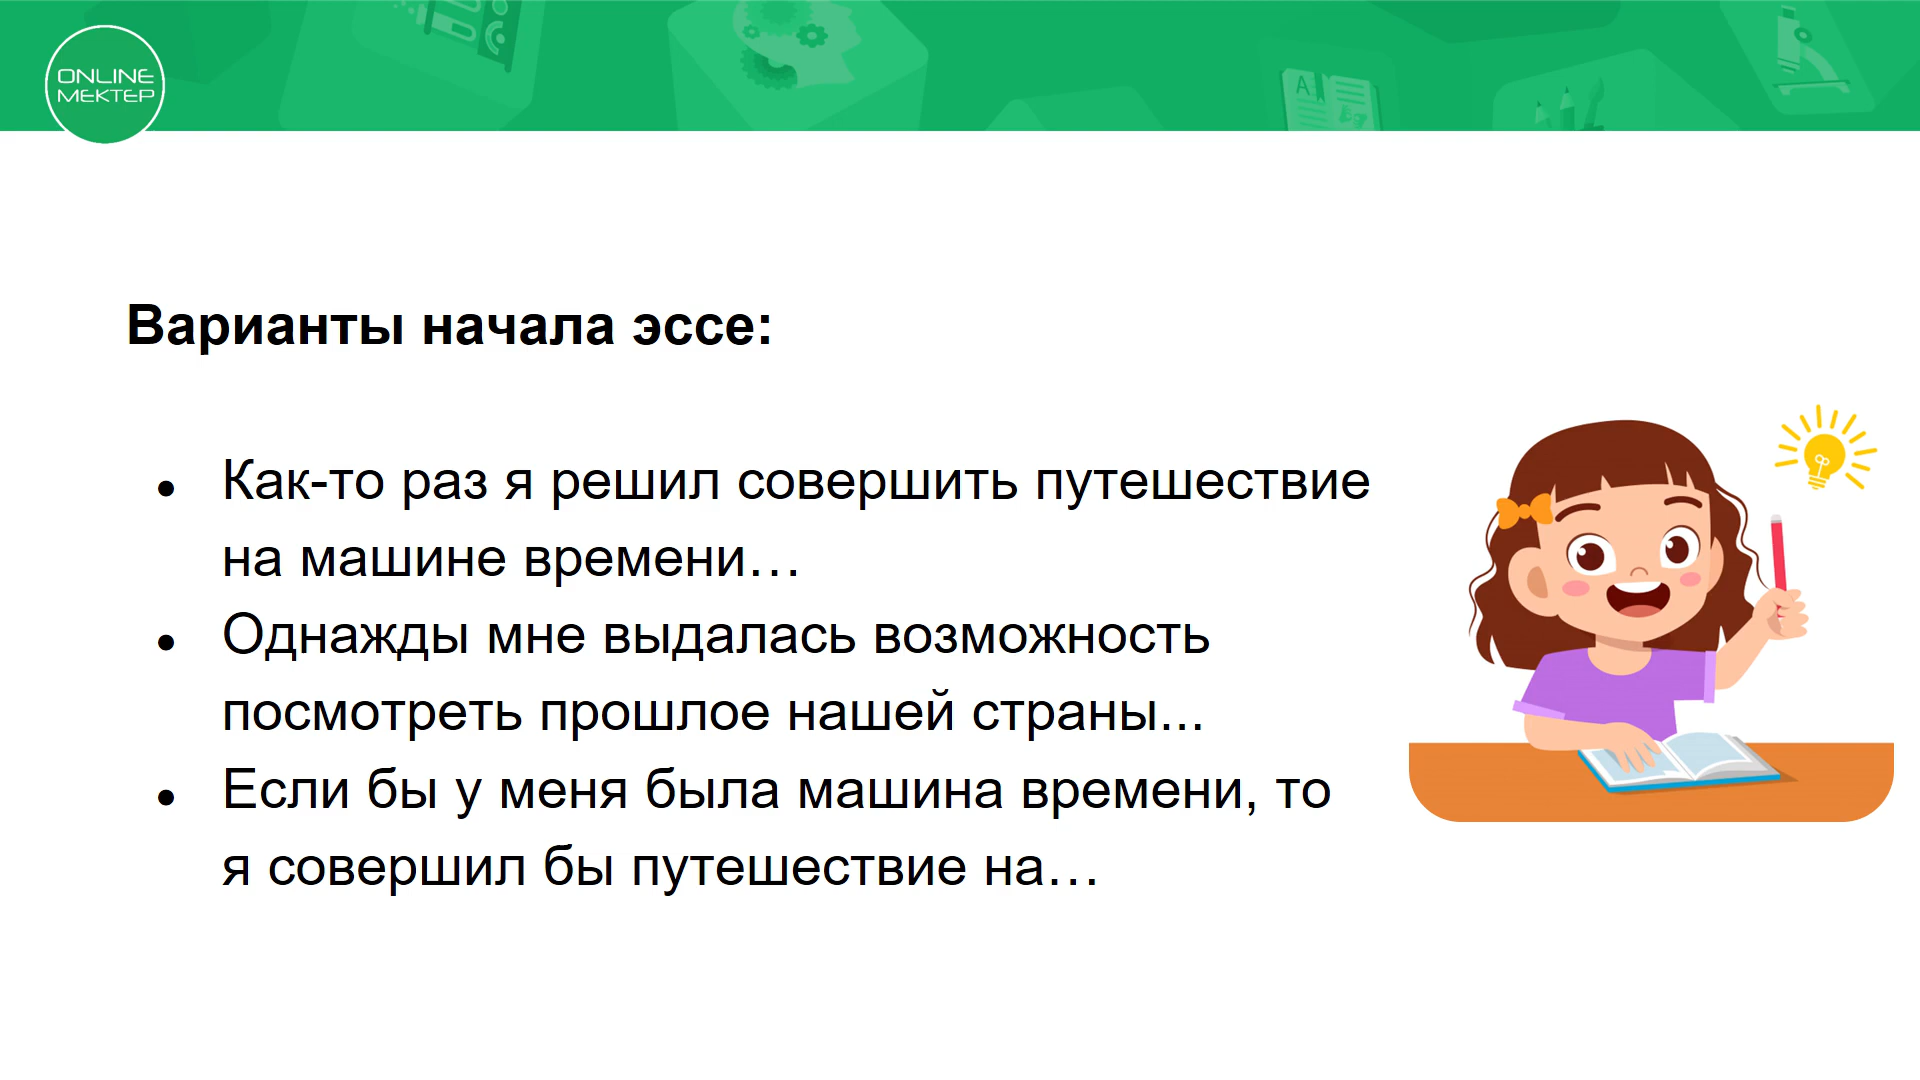 ONLINE
МЕКТЕР
Варианты начала эссе:
● Как-то раз я решил совершить путешествие
на машине времени…
● Однажды мне выдалась возможность
посмотреть прошлое нашей страны...
● Если бы у меня была машина времени, то
я совершил бы путешествие на…
A